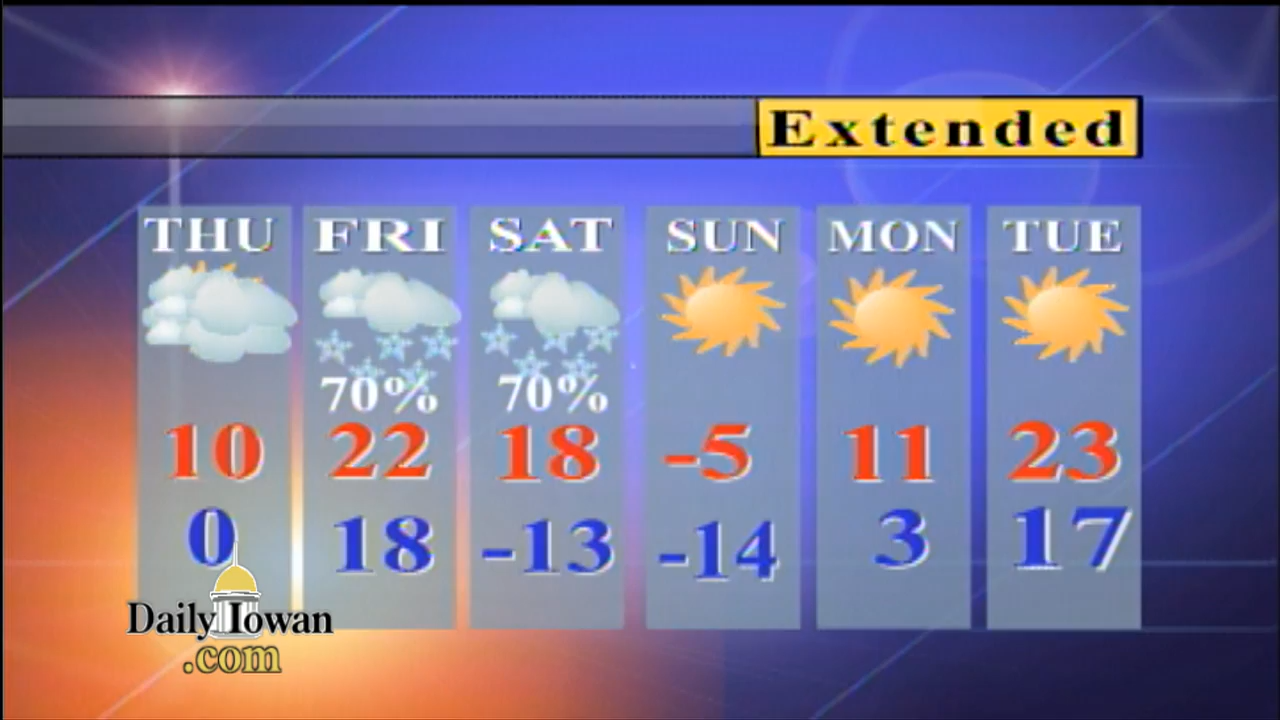 Extended
THU FRI SAT SUN MON TUE
70% 70%
10 22 18 -5 11 23
0 18 -13 -14 3 17
Daily Iowan
.com